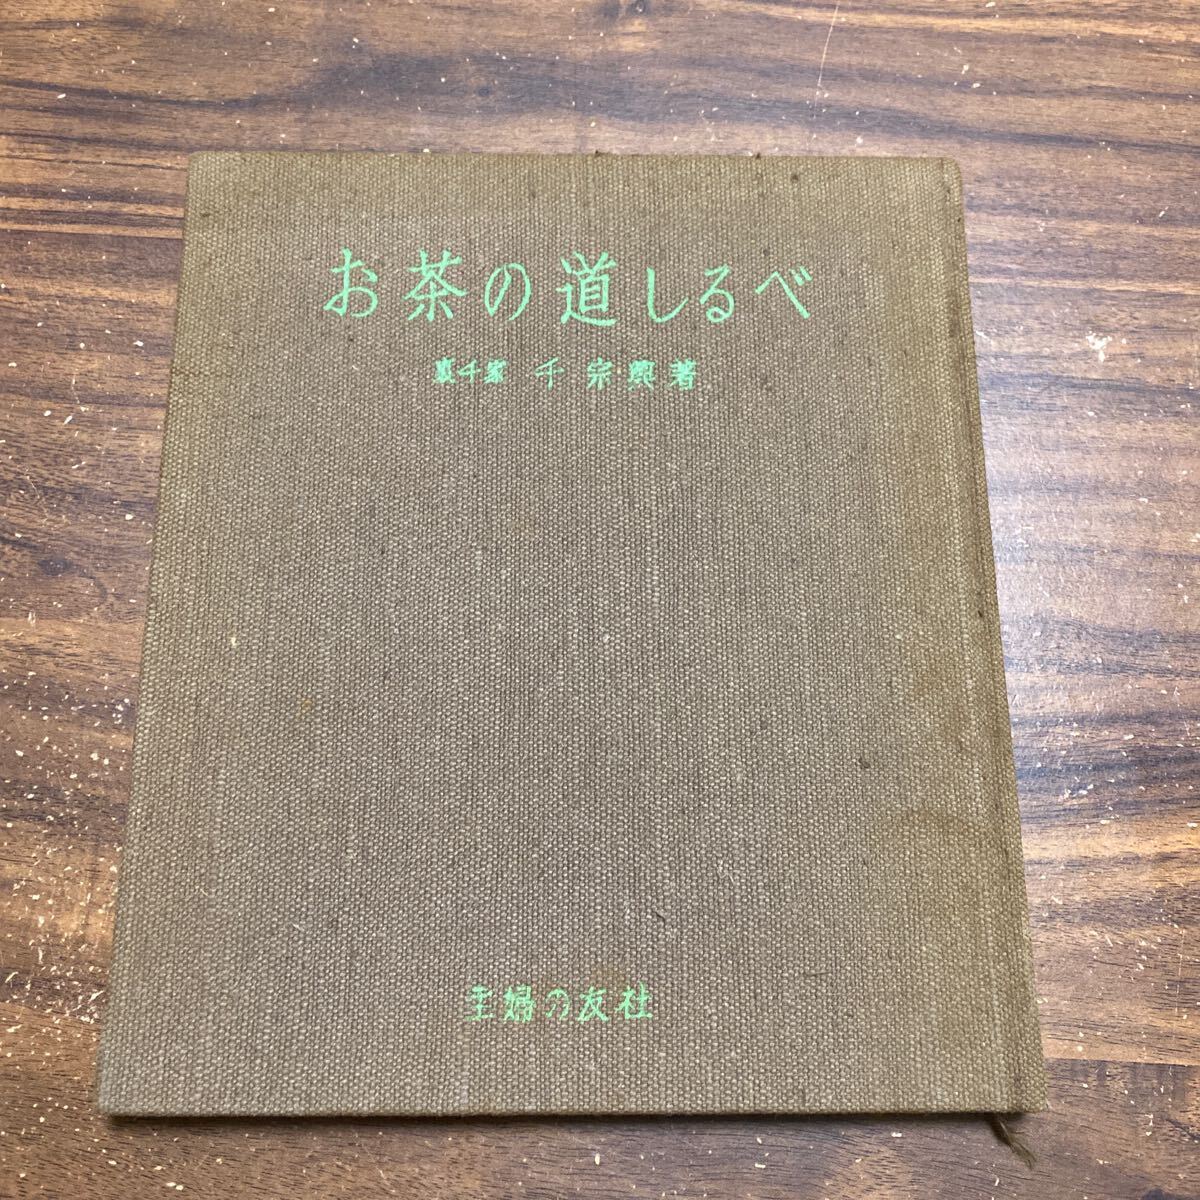 お茶の道しるべ
裏千家 千宗興著
主婦の友社